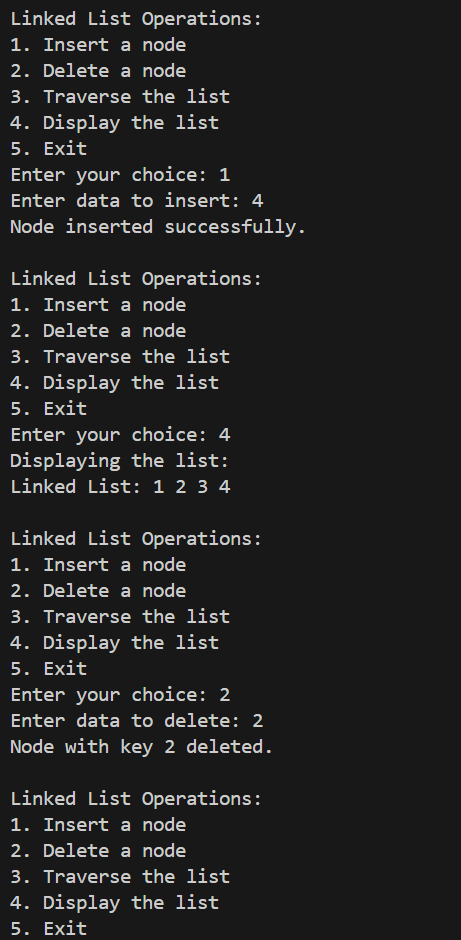 Linked List Operations:
1. Insert a node
2. Delete a node
3. Traverse the list
4. Display the list
5. Exit
Enter your choice: 1
Enter data to insert: 4
Node inserted successfully.

Linked List Operations:
1. Insert a node
2. Delete a node
3. Traverse the list
4. Display the list
5. Exit
Enter your choice: 4
Displaying the list:
Linked List: 1 2 3 4

Linked List Operations:
1. Insert a node
2. Delete a node
3. Traverse the list
4. Display the list
5. Exit
Enter your choice: 2
Enter data to delete: 2
Node with key 2 deleted.

Linked List Operations:
1. Insert a node
2. Delete a node
3. Traverse the list
4. Display the list
5. Exit